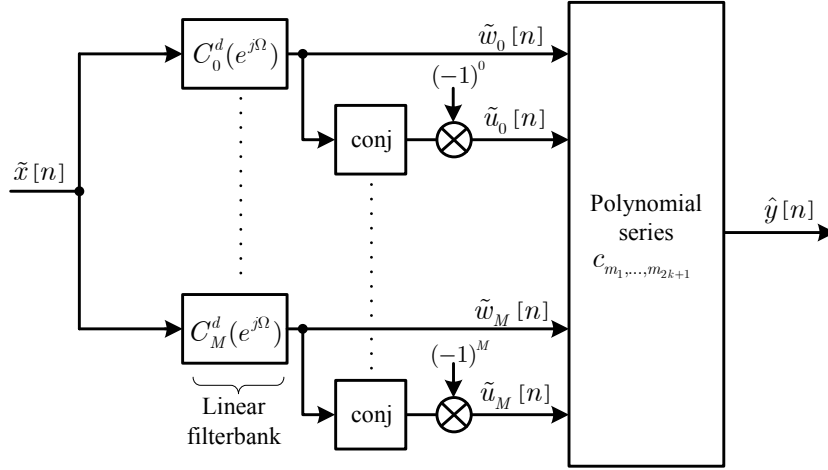 C_0^d(e^{jΩ})
w̃_0[n]
(−1)^0
ũ_0[n]
conj
x̃[n]
Polynomial
series
c_{m_1,...,m_{2k+1}}
ŷ[n]
C_M^d(e^{jΩ})
w̃_M[n]
(−1)^M
ũ_M[n]
conj
Linear
filterbank